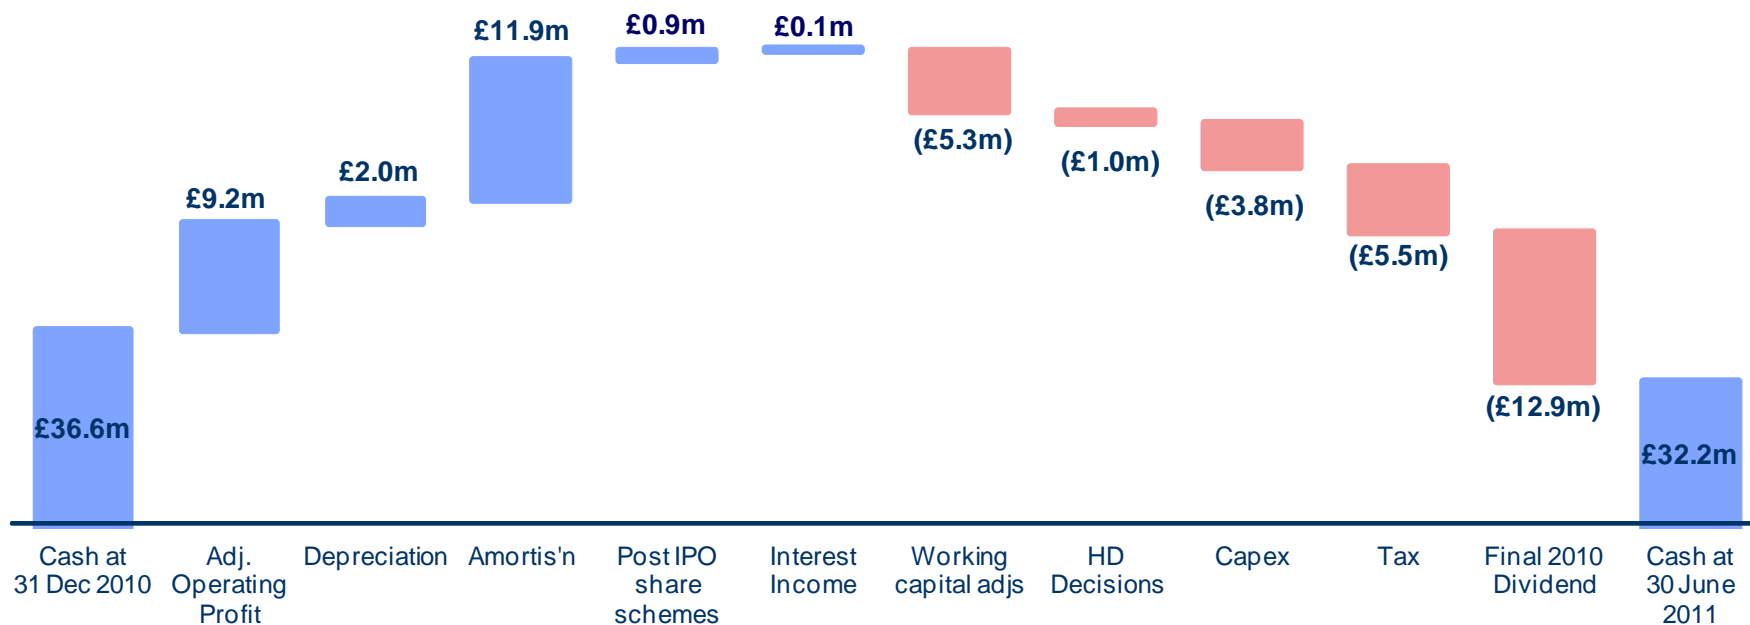 £11.9m
£0.9m
£0.1m
£2.0m
£9.2m
(£5.3m)
(£1.0m)
(£3.8m)
(£5.5m)
(£12.9m)
£36.6m
£32.2m
Cash at
31 Dec 2010
Adj.
Operating
Profit
Depreciation
Amortis'n
Post IPO
share
schemes
Interest
Income
Working
capital adjs
HD
Decisions
Capex
Tax
Final 2010
Dividend
Cash at
30 June
2011